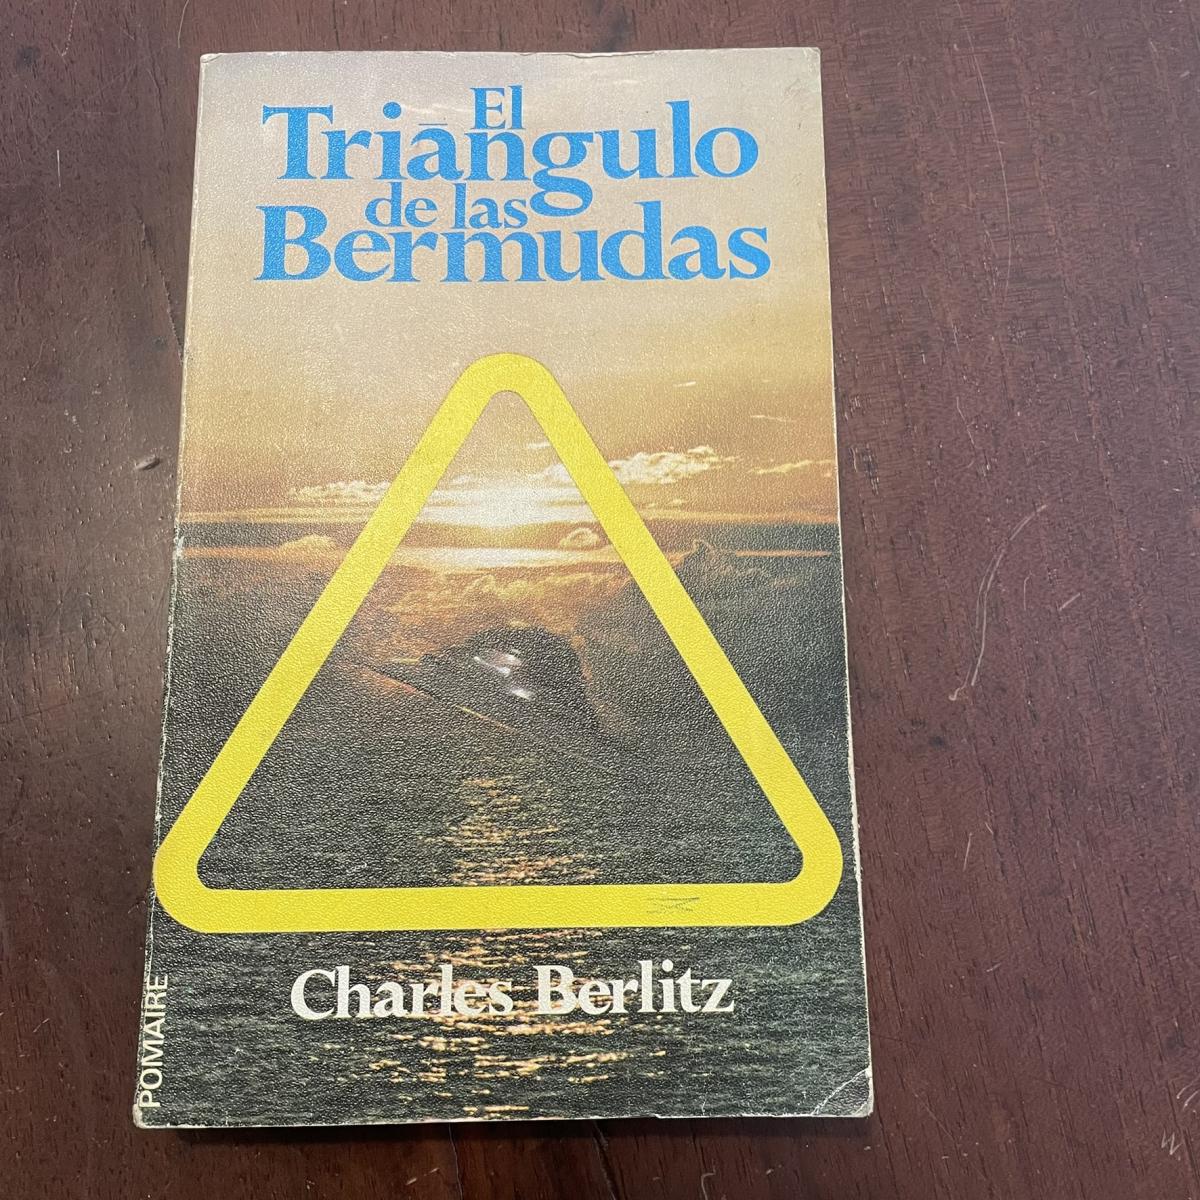 El
Triángulo
de las
Bermudas
Charles Berlitz
POMAIRE